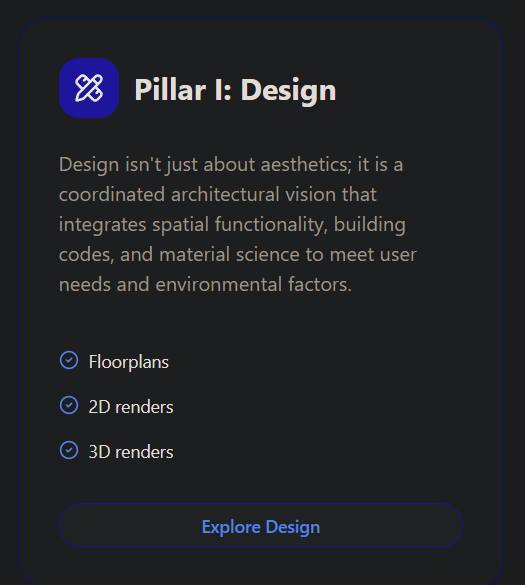 Pillar I: Design
Design isn't just about aesthetics; it is a
coordinated architectural vision that
integrates spatial functionality, building
codes, and material science to meet user
needs and environmental factors.
Floorplans
2D renders
3D renders
Explore Design